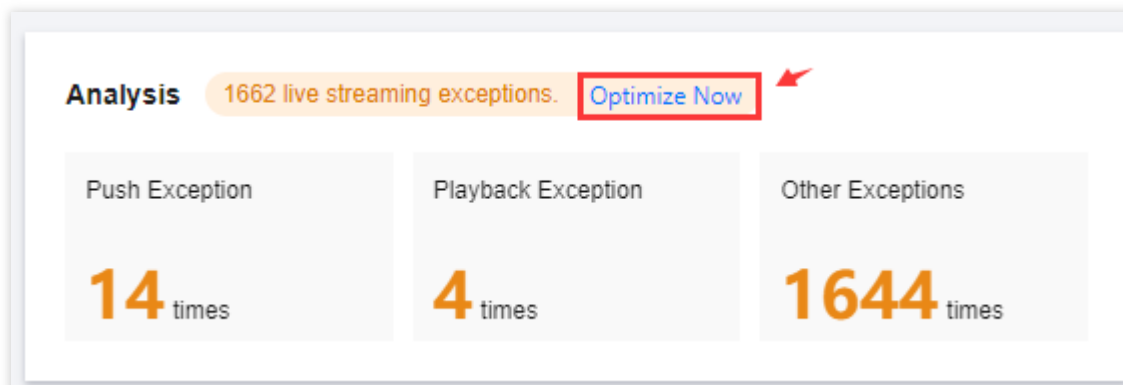 Analysis 1662 live streaming exceptions. Optimize Now
Push Exception Playback Exception Other Exceptions
14 times 4 times 1644 times